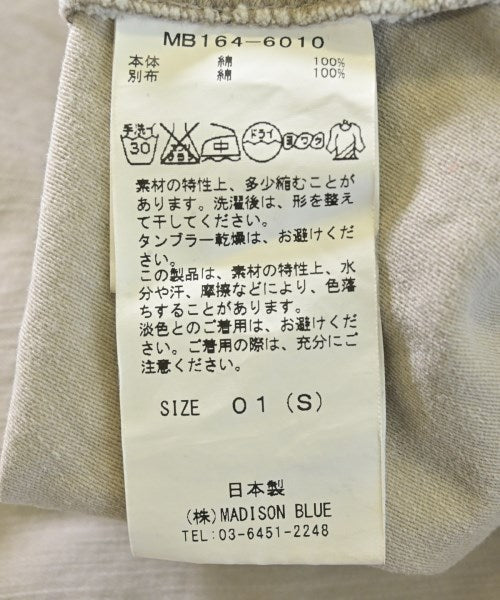 MB164-6010
本体 綿 100%
別布 綿 100%
手洗イ 30 中 ドライ ヨワク
素材の特性上、多少縮むことが
あります。洗濯後は、形を整え
て干してください。
タンブラー乾燥は、お避けくだ
さい。
この製品は、素材の特性上、水
分や汗、摩擦などにより、色落
ちすることがあります。
淡色とのご着用は、お避けくだ
さい。ご着用の際は、充分にご
注意ください。
SIZE 01(S)
日本製
(株)MADISON BLUE
TEL:03-6451-2248